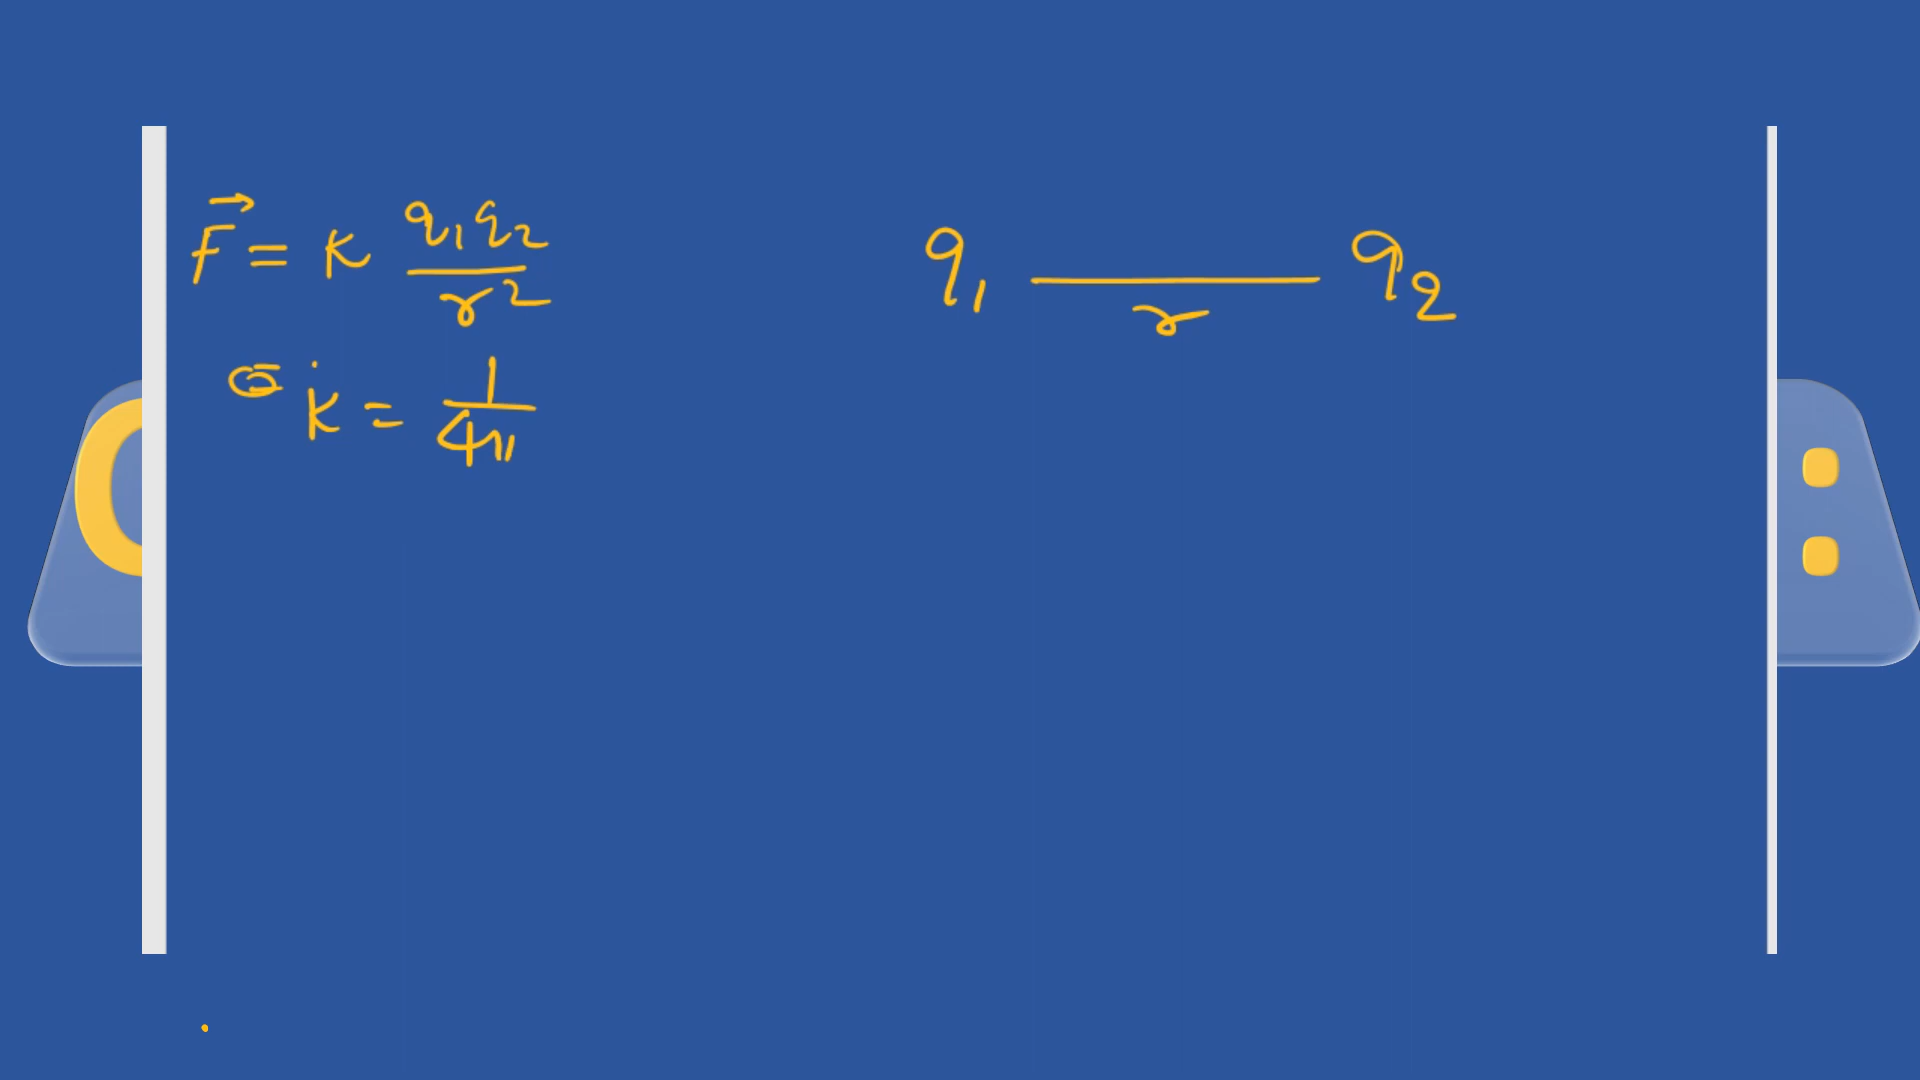 F⃗ = K q₁q₂ / r²
q₁ ——— q₂
r
k = 1 / 4π